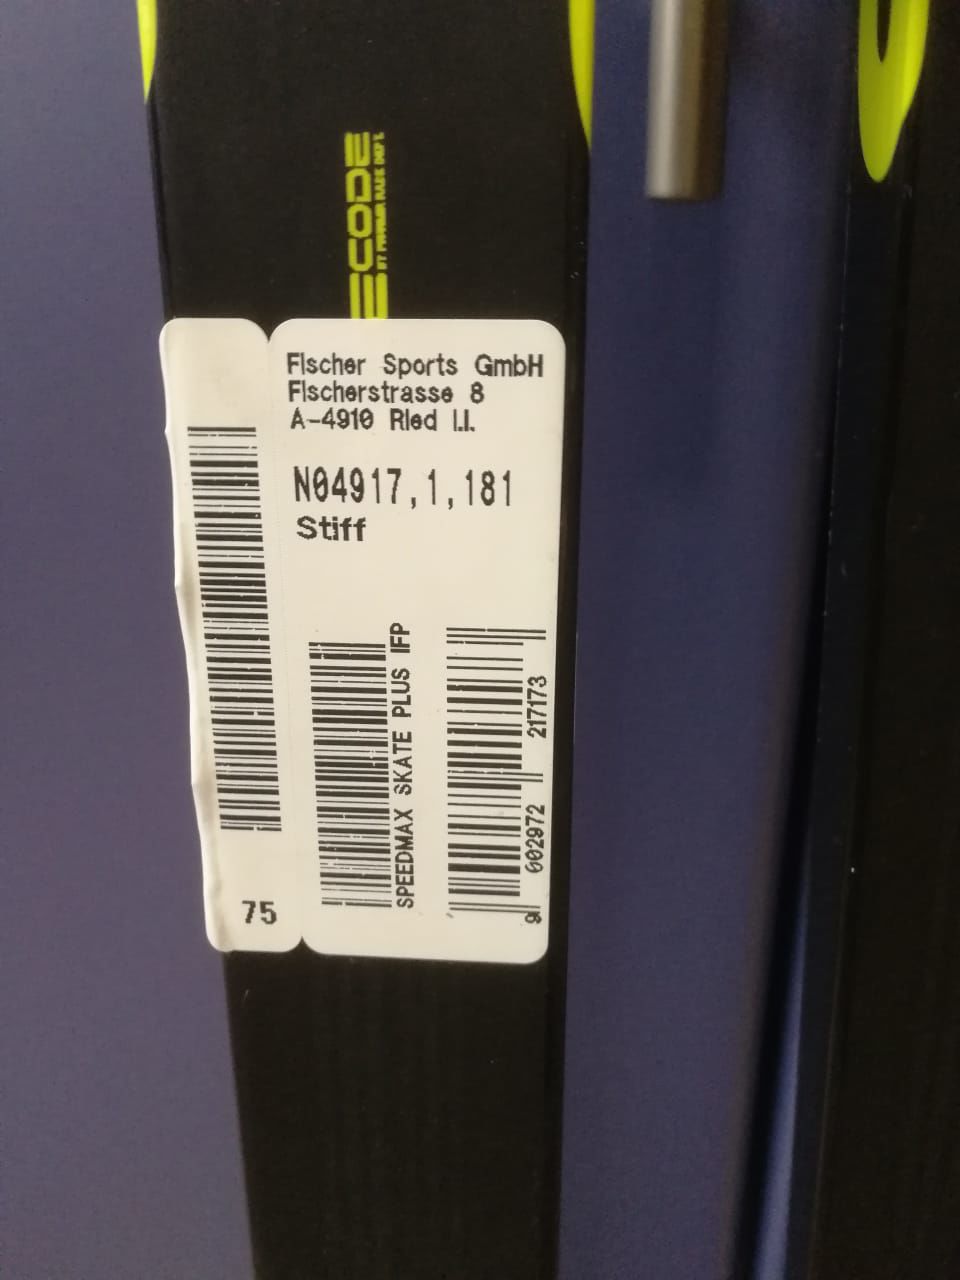 CODE
Fischer Sports GmbH
Fischerstrasse 8
A-4910 Ried I.I.
N04917,1,181
Stiff
SPEEDMAX SKATE PLUS IFP
9 002972 217173
75